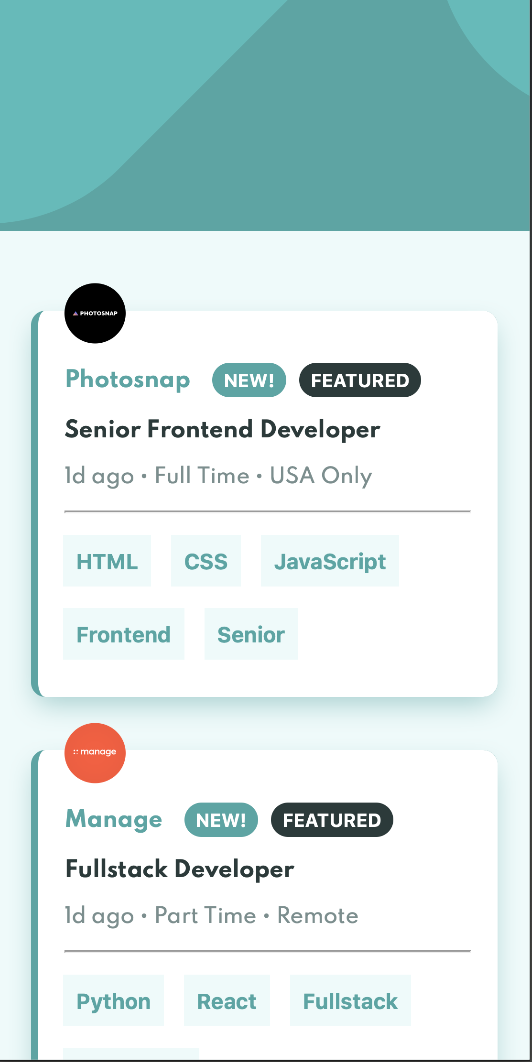 PHOTOSNAP
Photosnap NEW! FEATURED
Senior Frontend Developer
1d ago • Full Time • USA Only
HTML CSS JavaScript
Frontend Senior
:: manage
Manage NEW! FEATURED
Fullstack Developer
1d ago • Part Time • Remote
Python React Fullstack